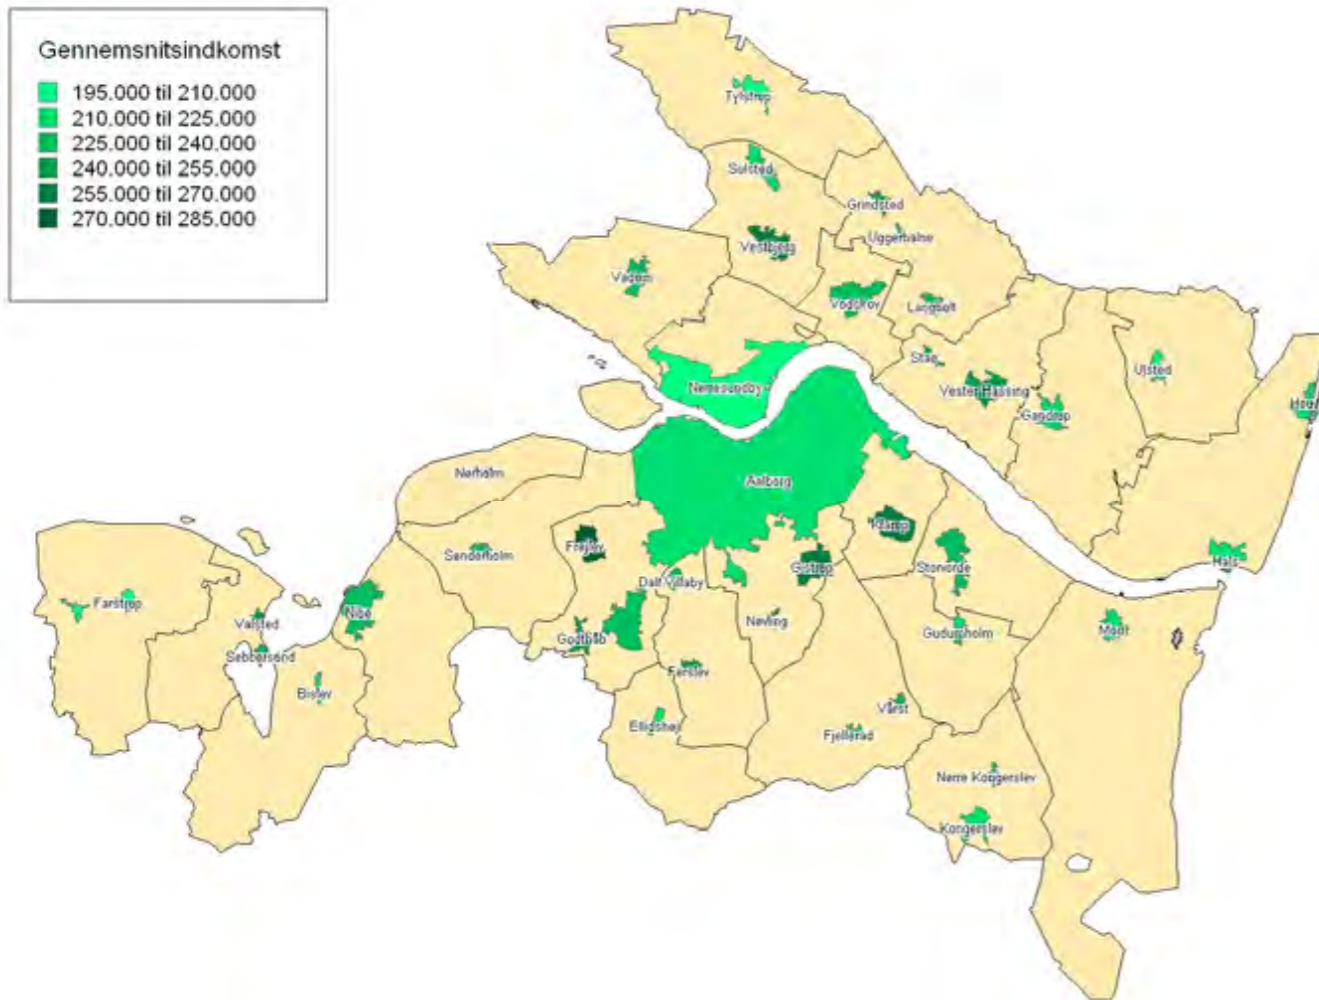 Gennemsnitsindkomst
195.000 til 210.000
210.000 til 225.000
225.000 til 240.000
240.000 til 255.000
255.000 til 270.000
270.000 til 285.000
Tylstrup
Sulsted
Grindsted
Uggerhalne
Vestbjerg
Vadum
Vodskov
Langholt
Stae
Ulsted
Vester Hassing
Nørresundby
Gandrup
Hou
Nørholm
Aalborg
Klarup
Frejlev
Sønderholm
Gistrup
Storvorde
Hals
Dall Villaby
Farstrup
Nibe
Valsted
Nøvling
Gudumholm
Mou
Godthåb
Sebbersund
Ferslev
Bislev
Vårst
Ellidshøj
Fjellerad
Nørre Kongerslev
Kongerslev